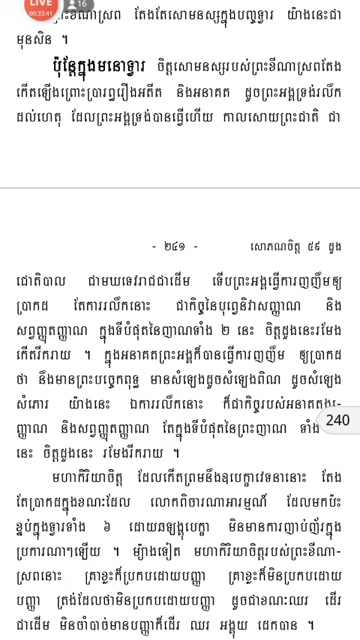 LIVE
00:33:41
16
ព្រះខីណាស្រព តែងតែសោមនស្សក្នុងបញ្ចទ្វារ យ៉ាងនេះជា
មុនសិន ។
ប៉ុន្តែក្នុងមនោទ្វារ ចិត្តសោមនស្សរបស់ព្រះខីណាស្រពតែង
កើតឡើងព្រោះប្រារព្ធរឿងអតីត និងអនាគត ដូចព្រះអង្គទ្រង់រលឹក
ដល់ហេតុ ដែលព្រះអង្គទ្រង់បានធ្វើហើយ កាលសោយព្រះជាតិ ជា
- ២៤១ - សោភណចិត្ត ៥៩ ដួង
ជោតិបាល ជាមឃទេវរាជជាដើម ទើបព្រះអង្គធ្វើការញញឹមឲ្យ
ប្រាកដ តែការរលឹកនោះ ជាកិច្ចនៃបុព្វេនិវាសញ្ញាណ និង
សព្វញ្ញុតញ្ញាណ ក្នុងទីបំផុតនៃញាណទាំង ២ នេះ ចិត្តដួងនេះរមែង
កើតរីករាយ ។ ក្នុងអនាគតព្រះអង្គក៏បានធ្វើការញញឹម ឲ្យប្រាកដ
ថា នឹងមានព្រះបច្ចេកពុទ្ធ មានសំឡេងដូចសំឡេងពិណ ដូចសំឡេង
សំភោរ យ៉ាងនេះ ឯការរលឹកនោះ ក៏ជាកិច្ចរបស់អនាគតង្ស-
ញ្ញាណ និងសព្វញ្ញុតញ្ញាណ តែក្នុងទីបំផុតនៃព្រះញាណ ទាំង
240
នេះ ចិត្តដួងនេះ រមែងរីករាយ ។
មហាកិរិយាចិត្ត ដែលកើតព្រមនឹងឧបេក្ខាវេទនានោះ តែង
តែប្រាកដក្នុងខណៈដែល លោកពិចារណាអារម្មណ៍ ដែលមកប៉ះ
ខ្ទប់ក្នុងទ្វារទាំង ៦ ដោយឆឡង្គុបេក្ខា មិនមានការញាប់ញ័រក្នុង
ប្រការណាៗឡើយ ។ ម៉្យាងទៀត មហាកិរិយាចិត្តរបស់ព្រះខីណា-
ស្រពនោះ គ្រាខ្លះក៏ប្រកបដោយបញ្ញា គ្រាខ្លះក៏មិនប្រកបដោយ
បញ្ញា ត្រង់ដែលថាមិនប្រកបដោយបញ្ញា ដូចជាខណៈឈរ ដើរ
ជាដើម មិនចាំបាច់មានបញ្ញាក៏ដើរ ឈរ អង្គុយ ដេកបាន ។